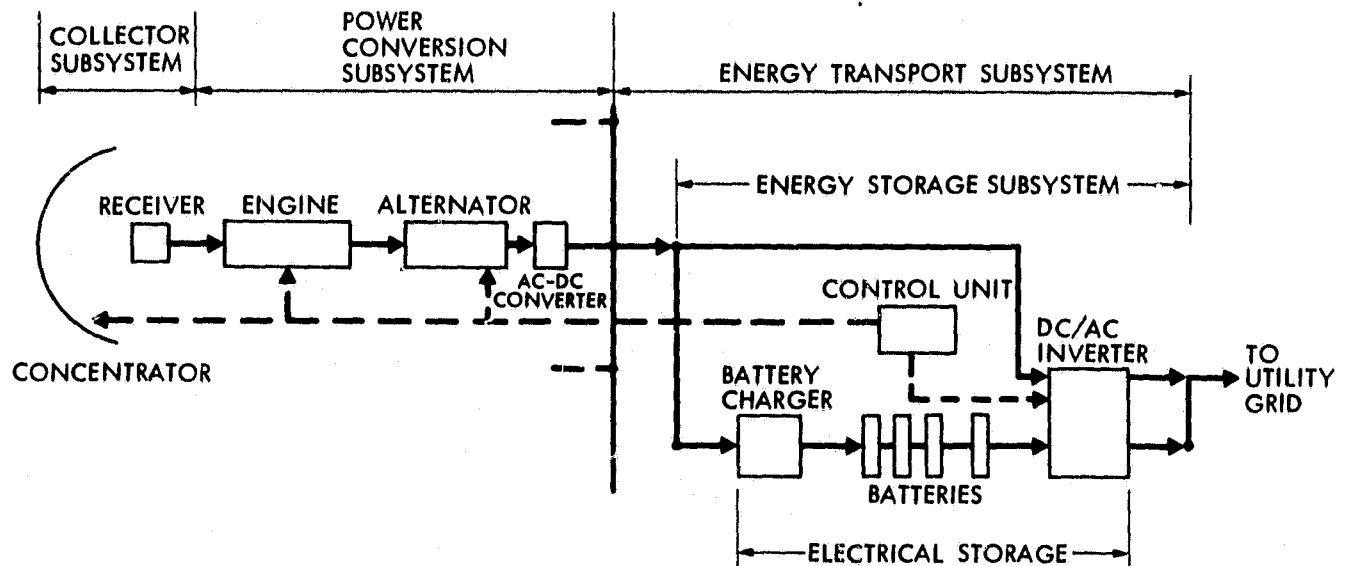 COLLECTOR
SUBSYSTEM
POWER
CONVERSION
SUBSYSTEM
ENERGY TRANSPORT SUBSYSTEM
ENERGY STORAGE SUBSYSTEM
RECEIVER
ENGINE
ALTERNATOR
AC-DC
CONVERTER
CONCENTRATOR
CONTROL UNIT
DC/AC
INVERTER
BATTERY
CHARGER
BATTERIES
TO
UTILITY
GRID
ELECTRICAL STORAGE